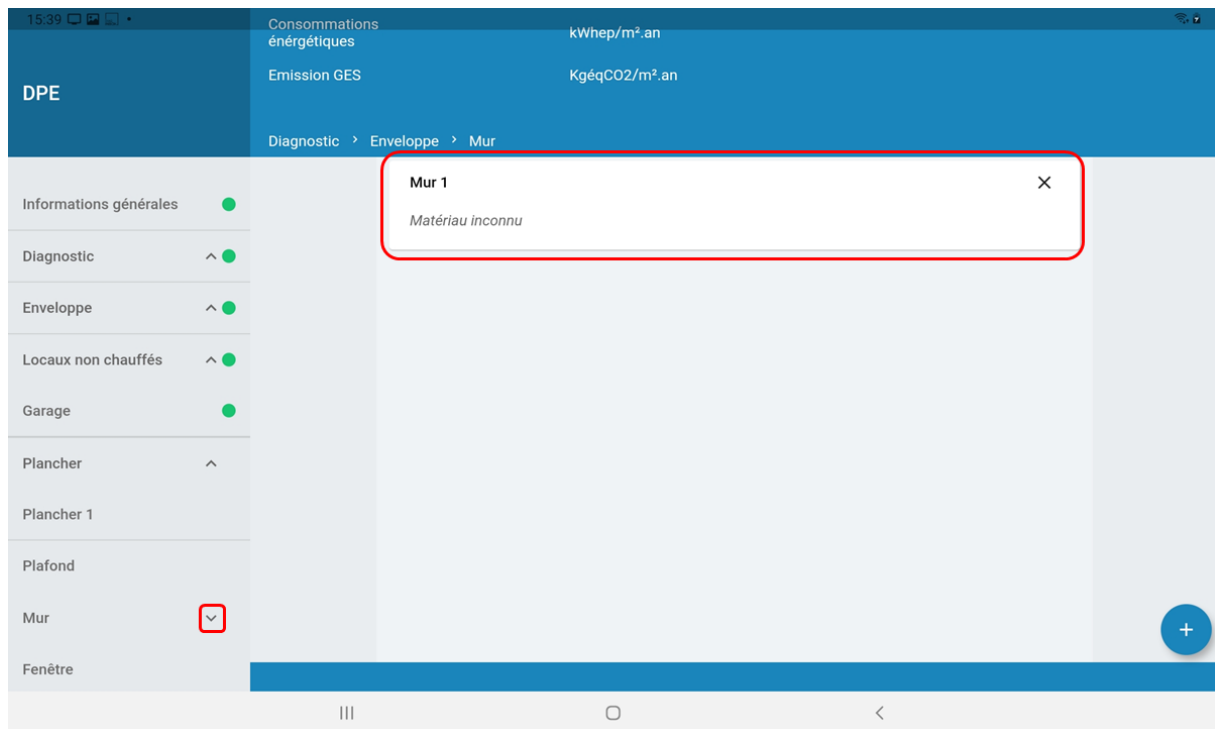 15:39
Consommations
énérgétiques
kWhep/m².an
DPE
Emission GES
KgéqCO2/m².an
Diagnostic > Enveloppe > Mur
Informations générales
Diagnostic
Enveloppe
Locaux non chauffés
Garage
Plancher
Plancher 1
Plafond
Mur
Fenêtre
Mur 1
Matériau inconnu